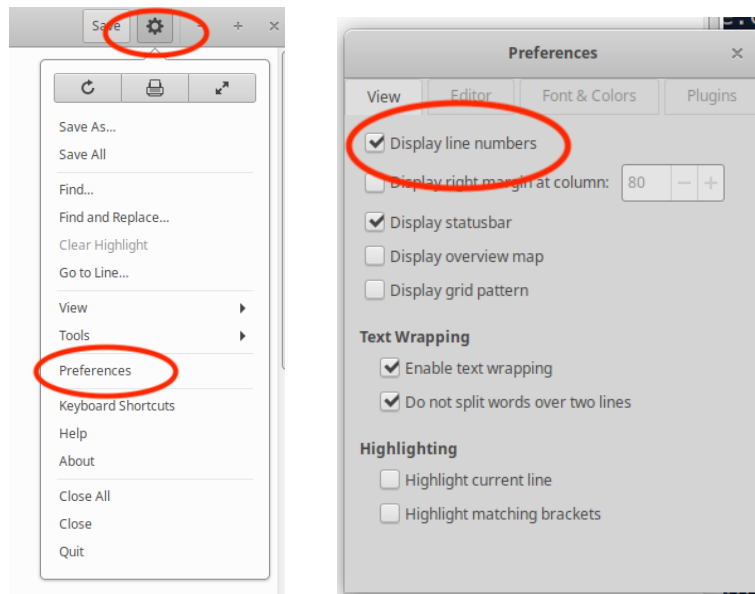 Save
Save As...
Save All
Find...
Find and Replace...
Clear Highlight
Go to Line...
View
Tools
Preferences
Keyboard Shortcuts
Help
About
Close All
Close
Quit
Preferences
View Editor Font & Colors Plugins
Display line numbers
Display right margin at column: 80
Display statusbar
Display overview map
Display grid pattern
Text Wrapping
Enable text wrapping
Do not split words over two lines
Highlighting
Highlight current line
Highlight matching brackets